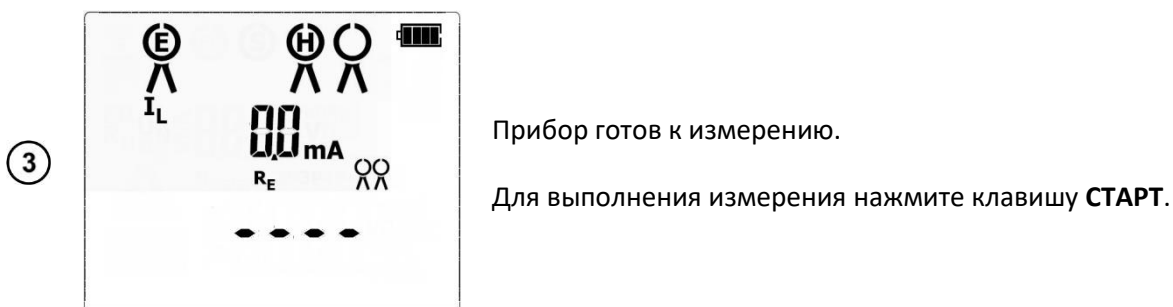 E H
I_L
0.0 mA
R_E
- - - -
3
Прибор готов к измерению.
Для выполнения измерения нажмите клавишу СТАРТ.